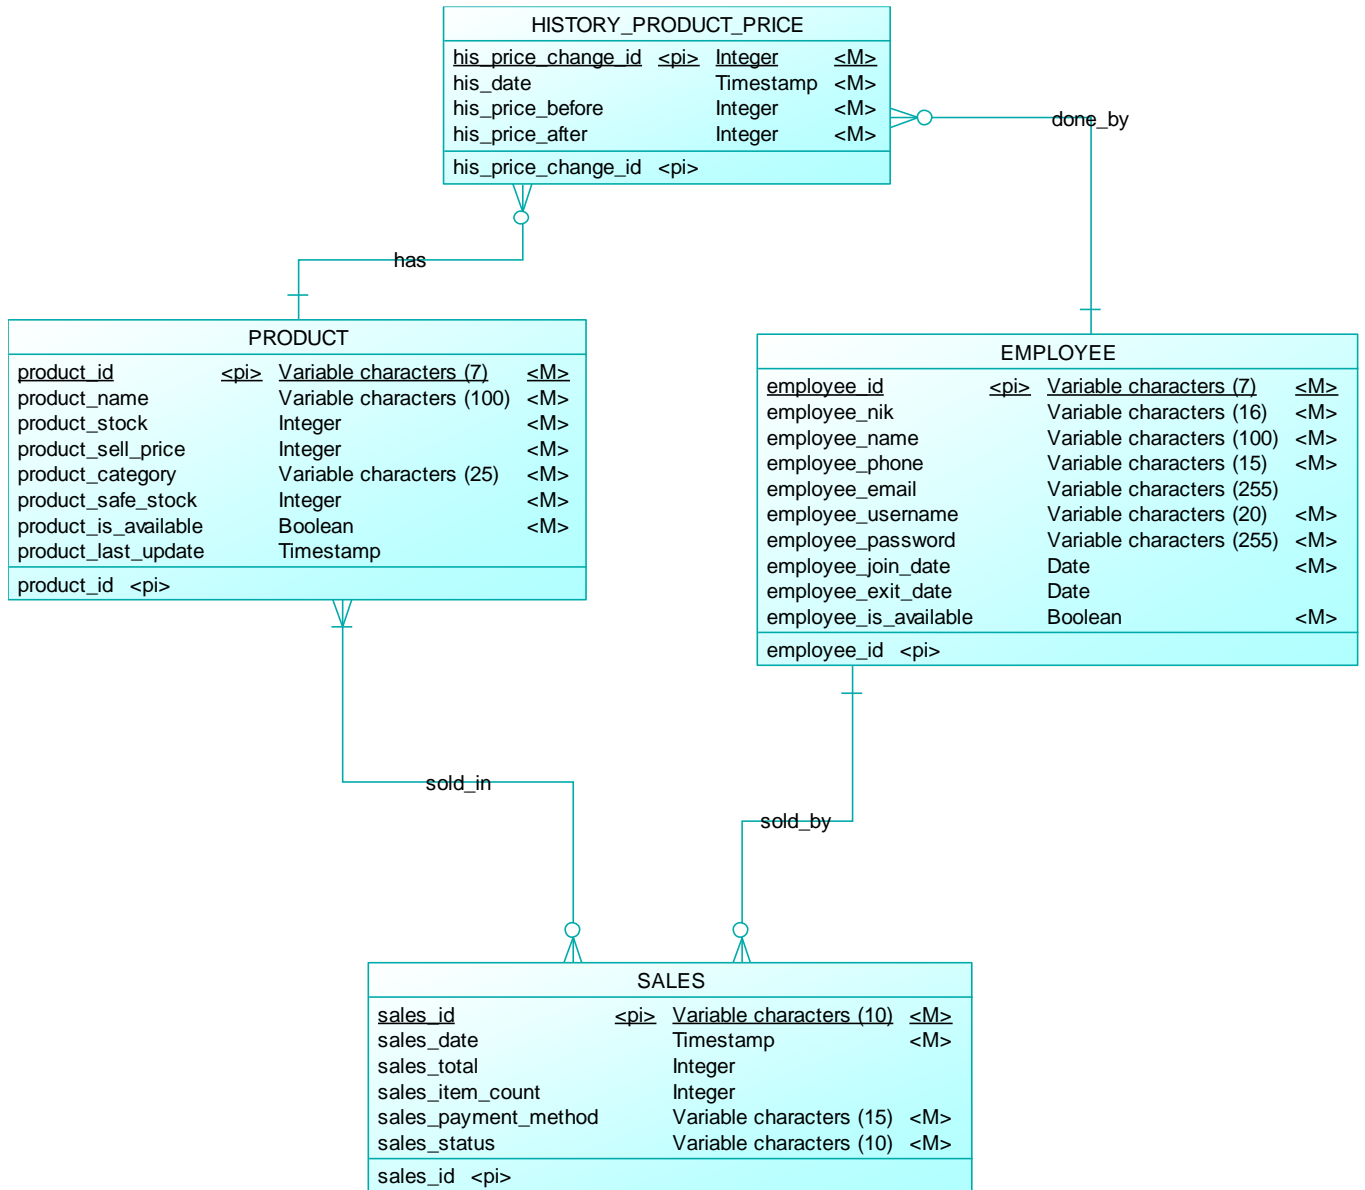 HISTORY_PRODUCT_PRICE
his_price_change_id <pi> Integer <M>
his_date Timestamp <M>
his_price_before Integer <M>
his_price_after Integer <M>
his_price_change_id <pi>
done_by
has
PRODUCT
product_id <pi> Variable characters (7) <M>
product_name Variable characters (100) <M>
product_stock Integer <M>
product_sell_price Integer <M>
product_category Variable characters (25) <M>
product_safe_stock Integer <M>
product_is_available Boolean <M>
product_last_update Timestamp
product_id <pi>
EMPLOYEE
employee_id <pi> Variable characters (7) <M>
employee_nik Variable characters (16) <M>
employee_name Variable characters (100) <M>
employee_phone Variable characters (15) <M>
employee_email Variable characters (255)
employee_username Variable characters (20) <M>
employee_password Variable characters (255) <M>
employee_join_date Date <M>
employee_exit_date Date
employee_is_available Boolean <M>
employee_id <pi>
sold_in
sold_by
SALES
sales_id <pi> Variable characters (10) <M>
sales_date Timestamp <M>
sales_total Integer
sales_item_count Integer
sales_payment_method Variable characters (15) <M>
sales_status Variable characters (10) <M>
sales_id <pi>